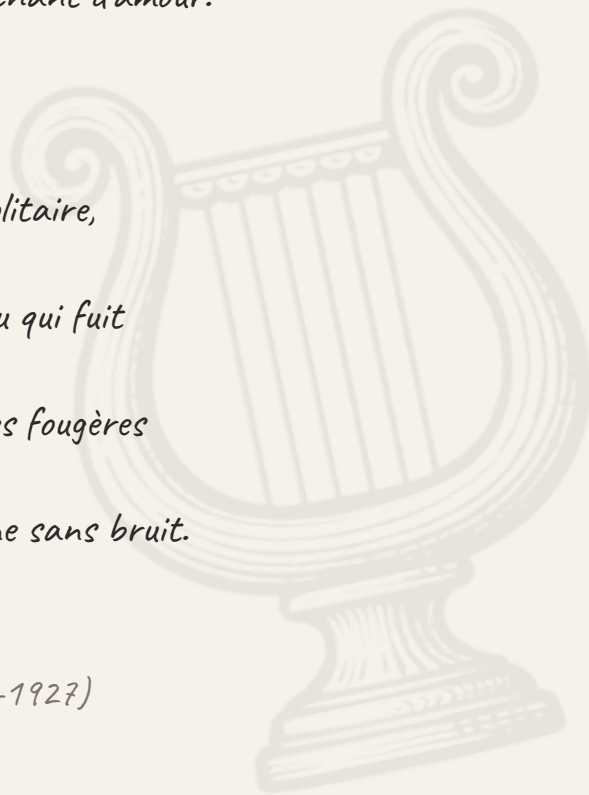 chant d'amour.
litaire,
u qui fuit
s fougères
e sans bruit.
-1927)